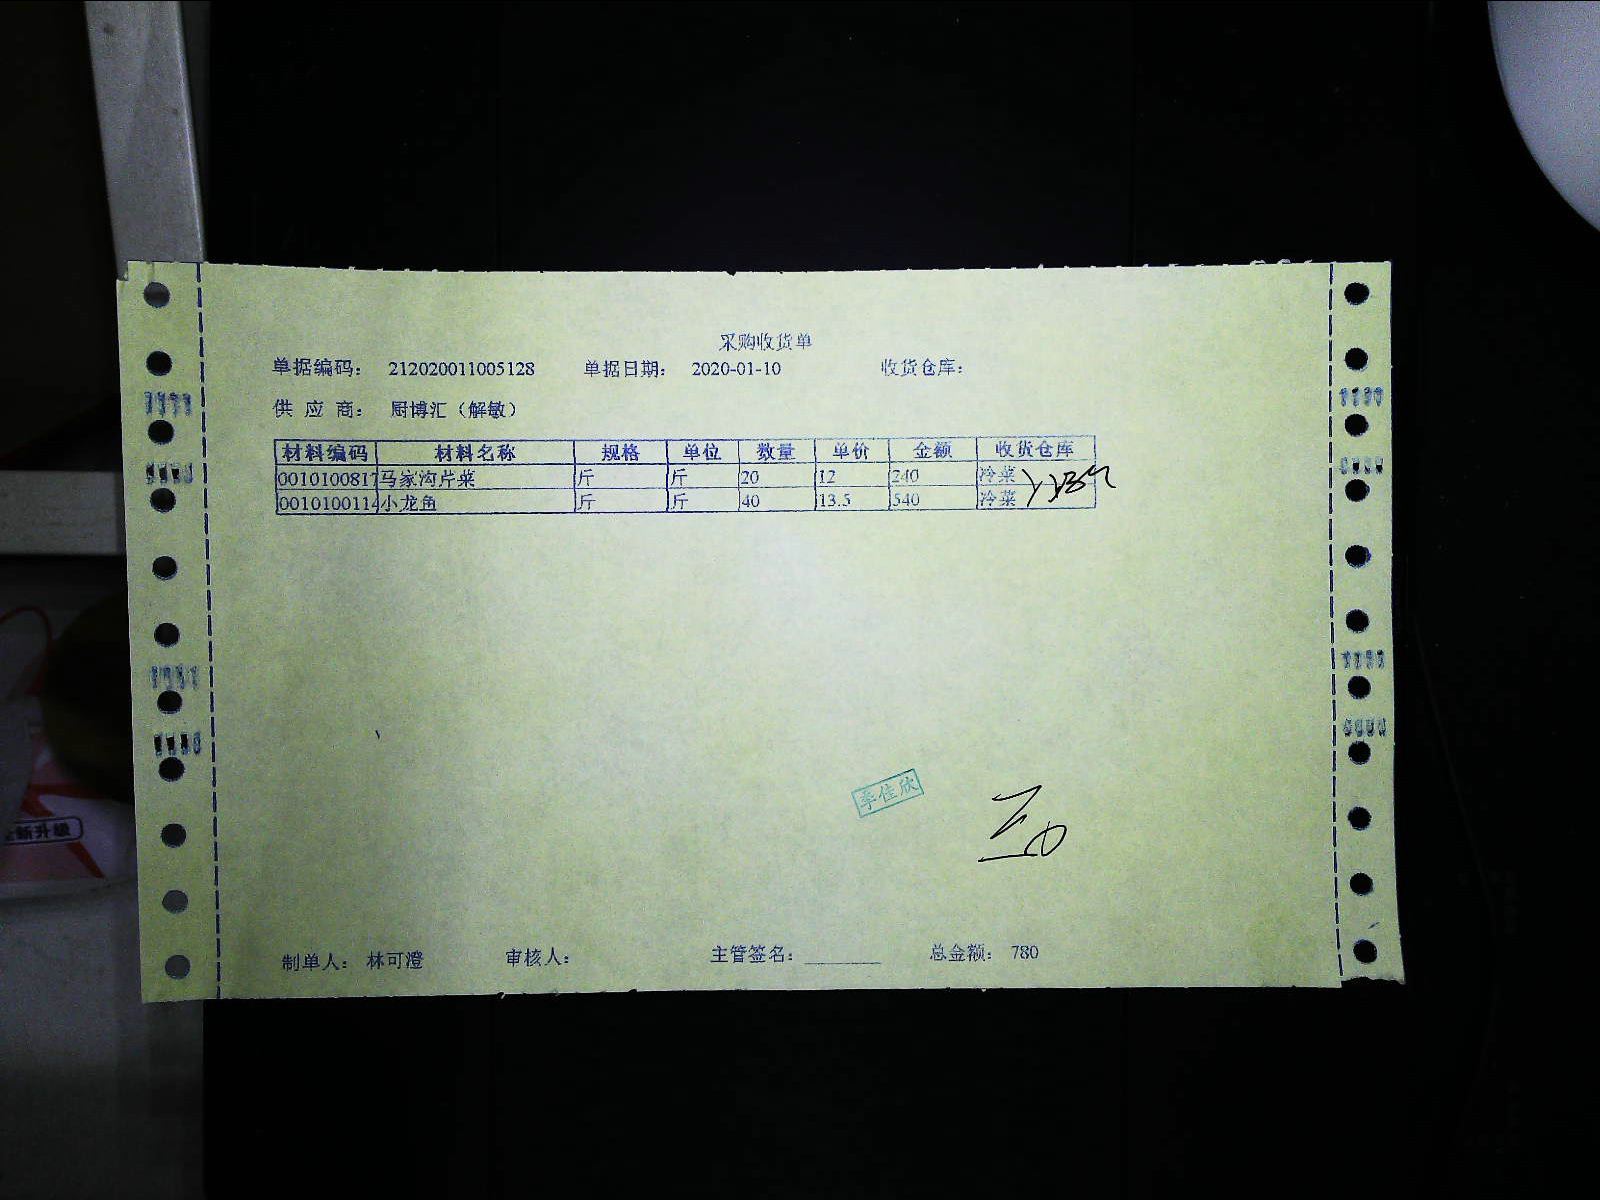 采购收货单
单据编码： 212020011005128 单据日期： 2020-01-10 收货仓库：
供 应 商： 厨博汇（解敏）
材料编码 材料名称 规格 单位 数量 单价 金额 收货仓库
0010100817 马家沟片菜 斤 斤 20 12 240 冷菜
0010100114 小龙鱼 斤 斤 40 13.5 540 冷菜
李佳欣
制单人： 林可澄 审核人： 主管签名： 总金额： 780
新升級